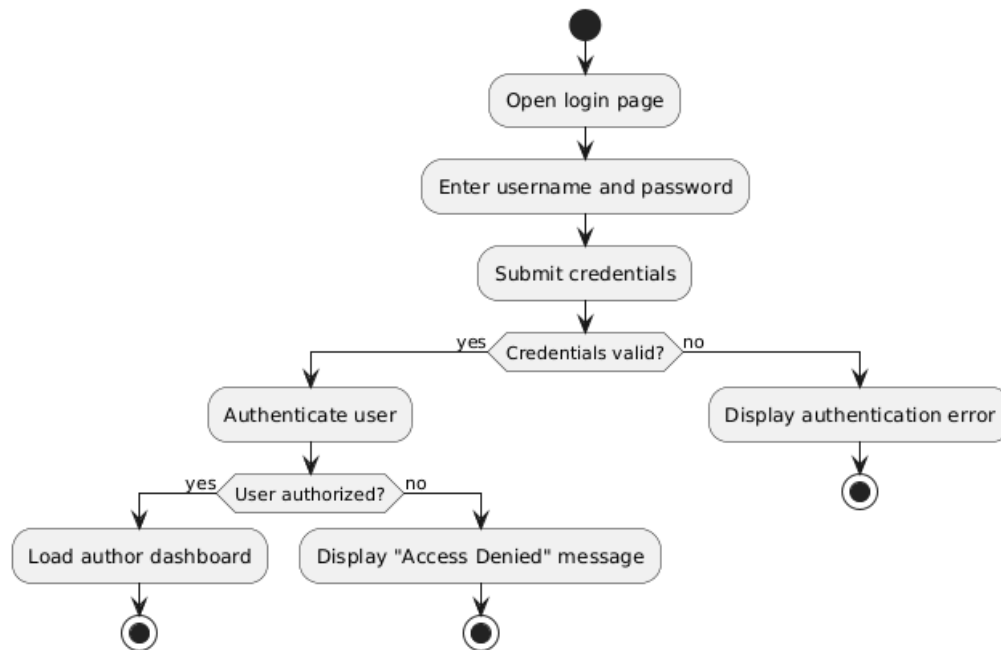 Open login page
Enter username and password
Submit credentials
yes
Credentials valid?
no
Authenticate user
Display authentication error
yes
User authorized?
no
Load author dashboard
Display "Access Denied" message